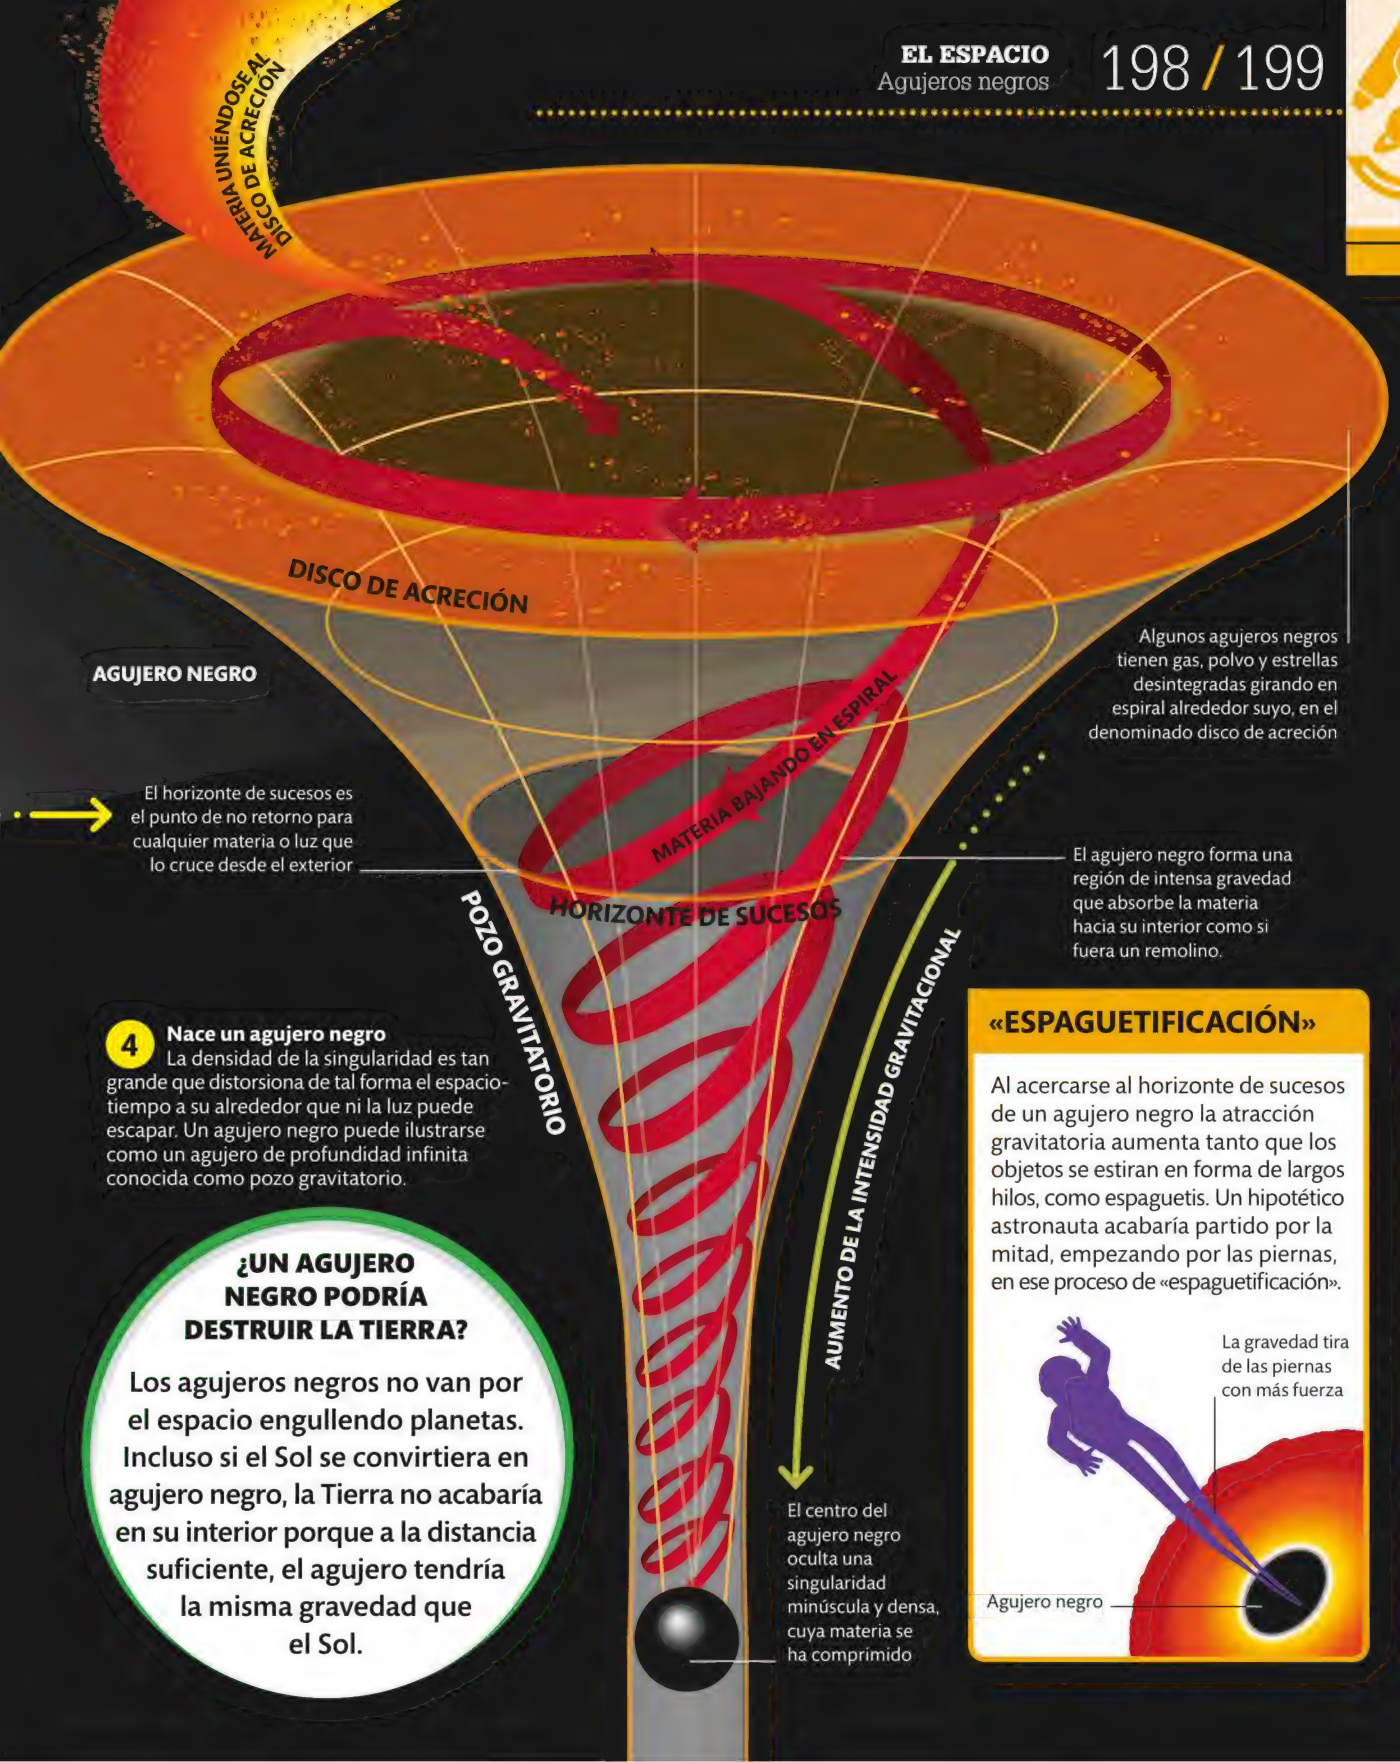 EL ESPACIO
Agujeros negros
198 / 199
MATERIA UNIÉNDOSE AL
DISCO DE ACRECIÓN
DISCO DE ACRECIÓN
AGUJERO NEGRO
Algunos agujeros negros
tienen gas, polvo y estrellas
desintegradas girando en
espiral alrededor suyo, en el
denominado disco de acreción
MATERIA BAJANDO EN ESPIRAL
El horizonte de sucesos es
el punto de no retorno para
cualquier materia o luz que
lo cruce desde el exterior
El agujero negro forma una
región de intensa gravedad
que absorbe la materia
hacia su interior como si
fuera un remolino.
HORIZONTE DE SUCESOS
POZO GRAVITATORIO
AUMENTO DE LA INTENSIDAD GRAVITACIONAL
4
Nace un agujero negro
La densidad de la singularidad es tan
grande que distorsiona de tal forma el espacio-
tiempo a su alrededor que ni la luz puede
escapar. Un agujero negro puede ilustrarse
como un agujero de profundidad infinita
conocida como pozo gravitatorio.
«ESPAGUETIFICACIÓN»
Al acercarse al horizonte de sucesos
de un agujero negro la atracción
gravitatoria aumenta tanto que los
objetos se estiran en forma de largos
hilos, como espaguetis. Un hipotético
astronauta acabaría partido por la
mitad, empezando por las piernas,
en ese proceso de «espaguetificación».
La gravedad tira
de las piernas
con más fuerza
Agujero negro
¿UN AGUJERO
NEGRO PODRÍA
DESTRUIR LA TIERRA?
Los agujeros negros no van por
el espacio engullendo planetas.
Incluso si el Sol se convirtiera en
agujero negro, la Tierra no acabaría
en su interior porque a la distancia
suficiente, el agujero tendría
la misma gravedad que
el Sol.
El centro del
agujero negro
oculta una
singularidad
minúscula y densa,
cuya materia se
ha comprimido